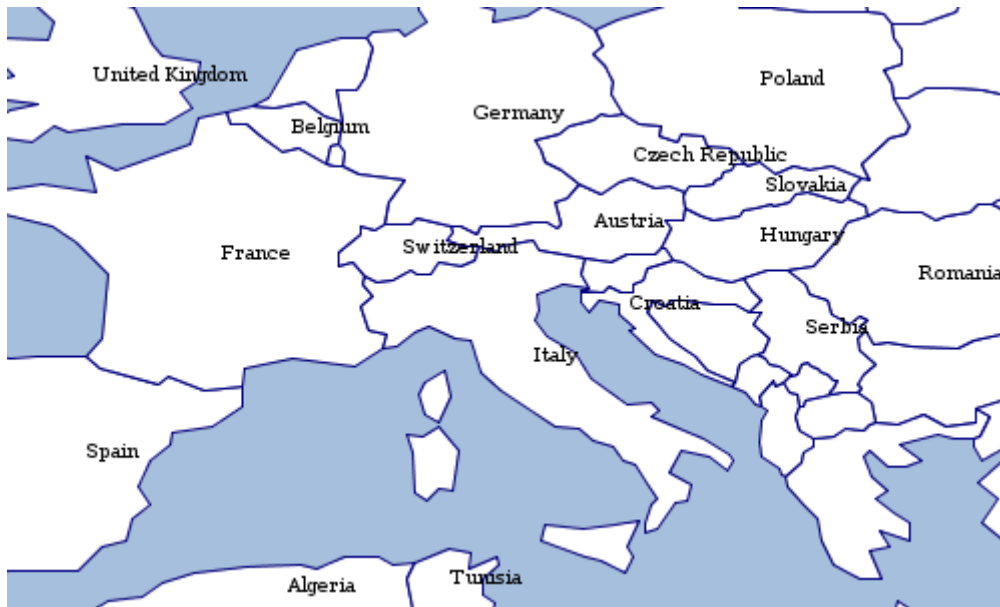 United Kingdom
Poland
Germany
Belgium
Czech Republic
Slovakia
Austria
Hungary
Switzerland
France
Romania
Croatia
Serbia
Italy
Spain
Tunisia
Algeria